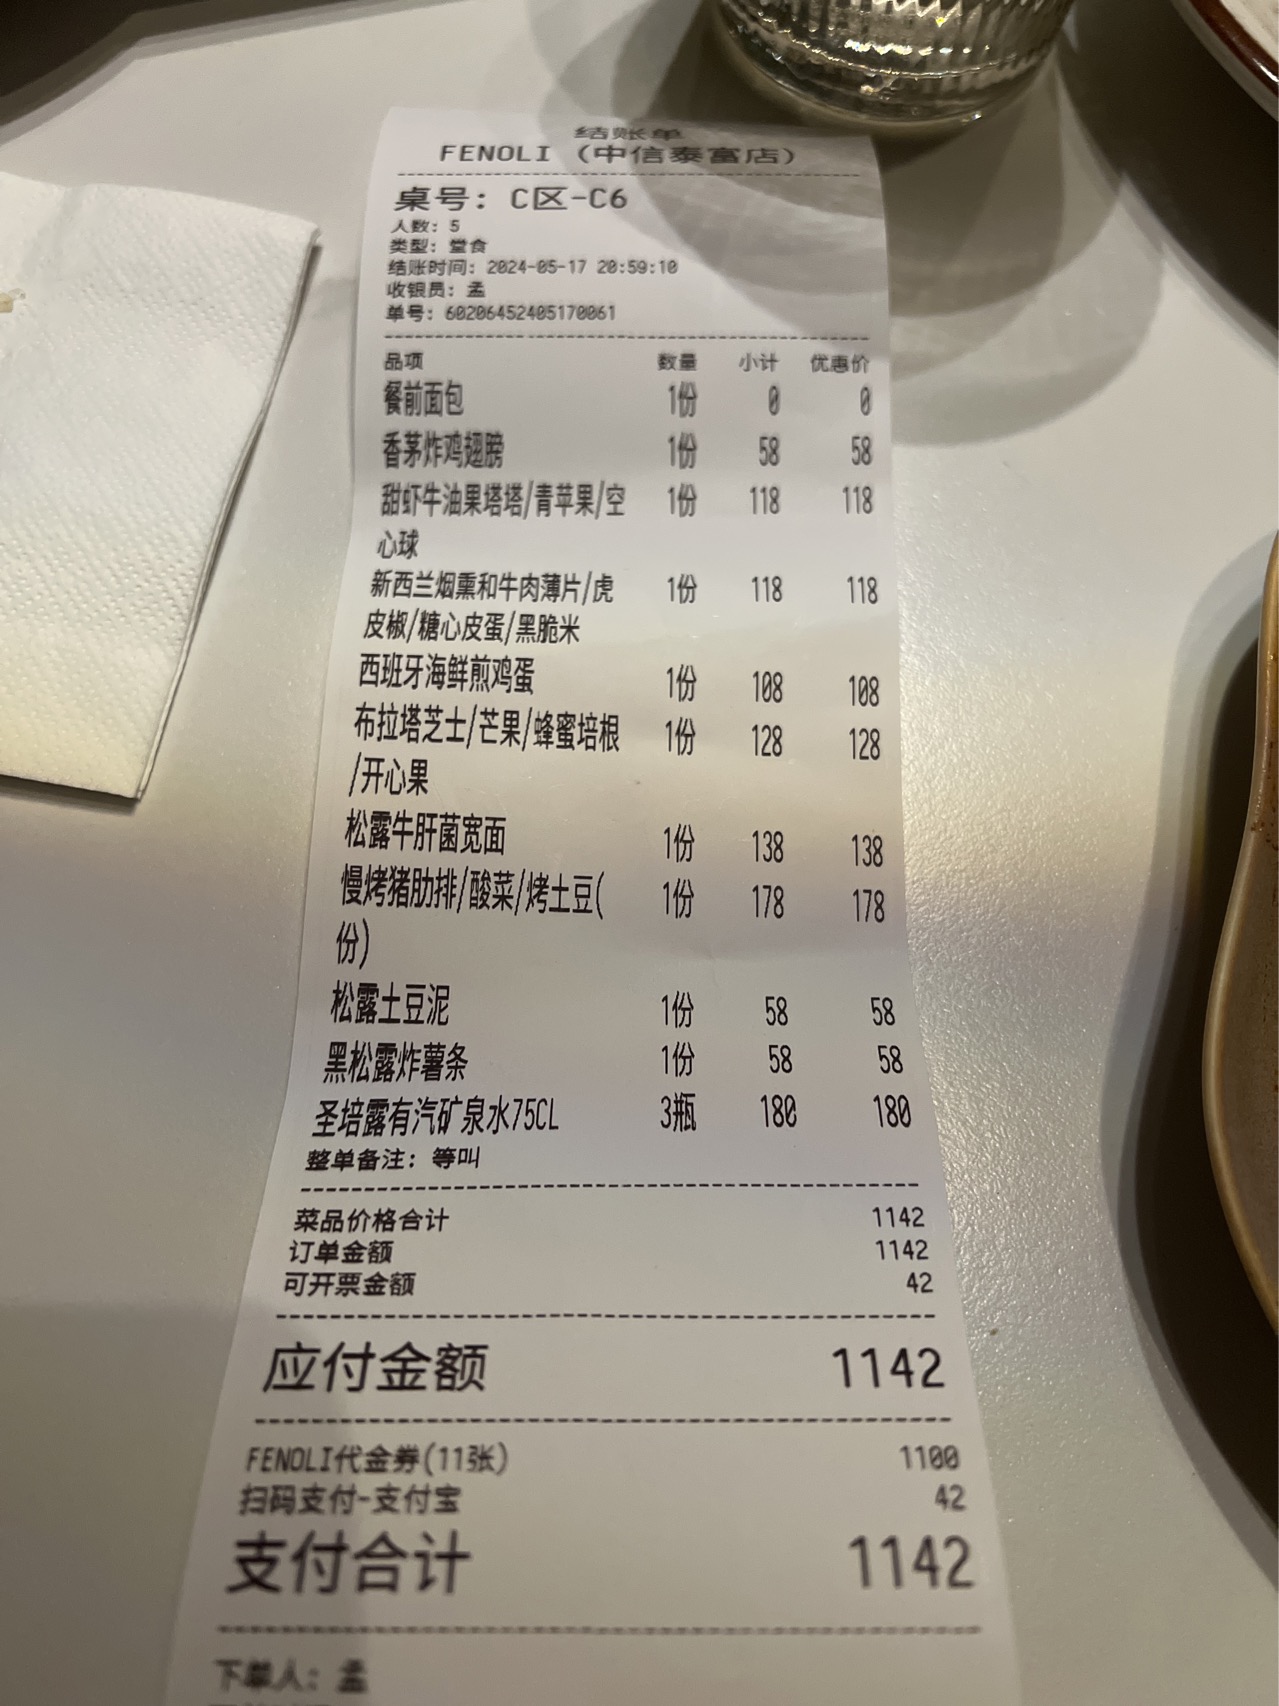 结账单
FENOLI (中信泰富店)
桌号: C区-C6
人数: 5
类型: 堂食
结账时间: 2024-05-17 20:59:10
收银员: 孟
单号: 602064524051​70061
品项 数量 小计 优惠价
餐前面包 1份 0 0
香茅炸鸡翅膀 1份 58 58
甜虾牛油果塔塔/青苹果/空 1份 118 118
心球
新西兰烟熏和牛肉薄片/虎 1份 118 118
皮椒/糖心皮蛋/黑脆米
西班牙海鲜煎鸡蛋 1份 108 108
布拉塔芝士/芒果/蜂蜜培根 1份 128 128
/开心果
松露牛肝菌宽面 1份 138 138
慢烤猪肋排/酸菜/烤土豆( 1份 178 178
份)
松露土豆泥 1份 58 58
黑松露炸薯条 1份 58 58
圣培露有汽矿泉水75CL 3瓶 180 180
整单备注: 等叫
菜品价格合计 1142
订单金额 1142
可开票金额 42
应付金额 1142
FENOLI代金券(11张) 1100
扫码支付-支付宝 42
支付合计 1142
下单人: 孟